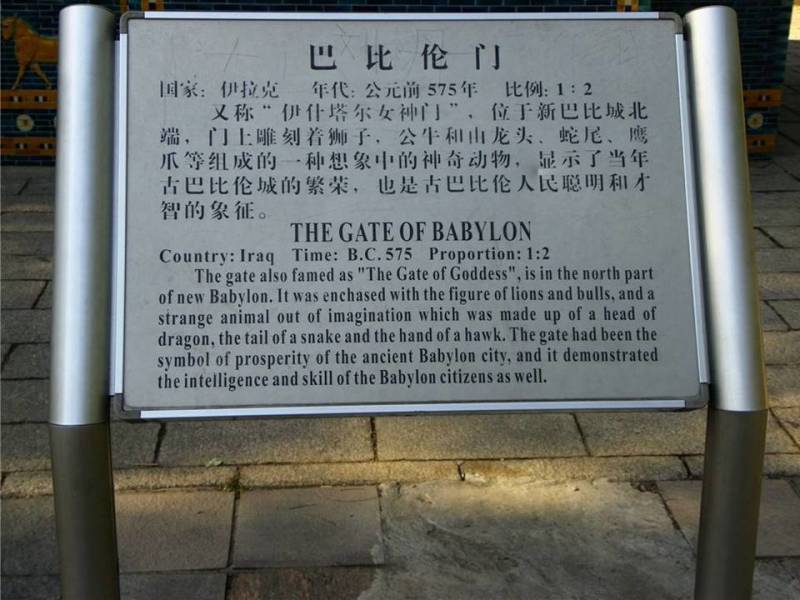 巴比伦门
国家：伊拉克 年代：公元前 575 年 比例：1：2
又称“伊什塔尔女神门”，位于新巴比城北
端，门上雕刻着狮子，公牛和由龙头、蛇尾、鹰
爪等组成的一种想象中的神奇动物，显示了当年
古巴比伦城的繁荣，也是古巴比伦人民聪明和才
智的象征。
THE GATE OF BABYLON
Country: Iraq Time: B.C. 575 Proportion: 1:2
The gate also famed as "The Gate of Goddess", is in the north part
of new Babylon. It was enchased with the figure of lions and bulls, and a
strange animal out of imagination which was made up of a head of
dragon, the tail of a snake and the hand of a hawk. The gate had been the
symbol of prosperity of the ancient Babylon city, and it demonstrated
the intelligence and skill of the Babylon citizens as well.